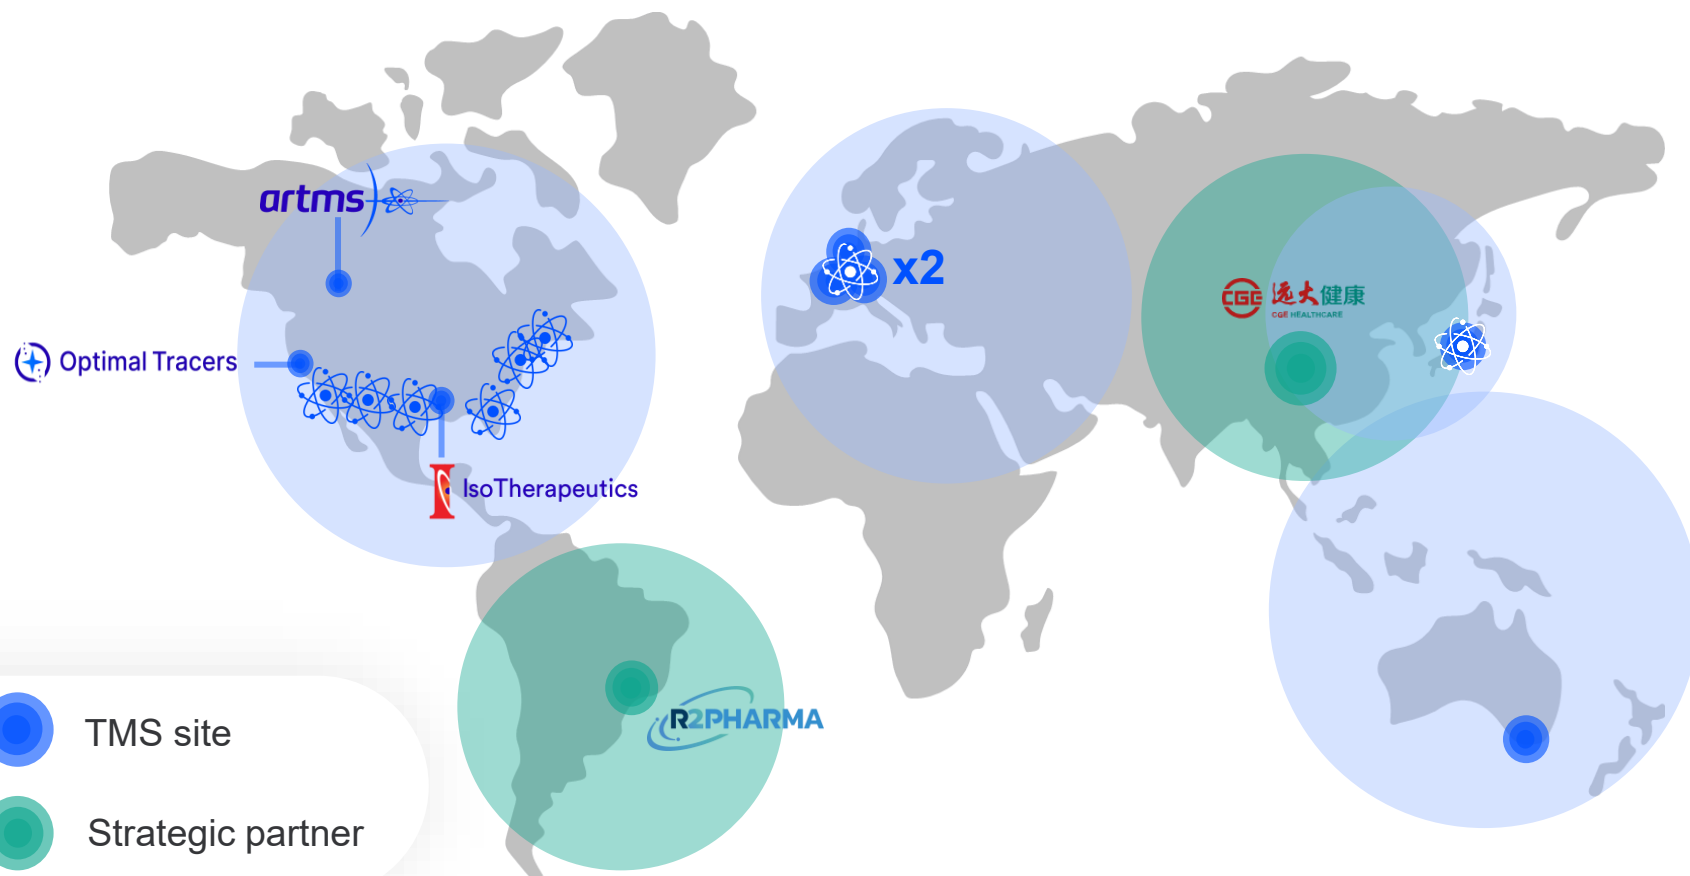 artms
x2
CGE 远大健康
CGE HEALTHCARE
Optimal Tracers
IsoTherapeutics
R2PHARMA
TMS site
Strategic partner